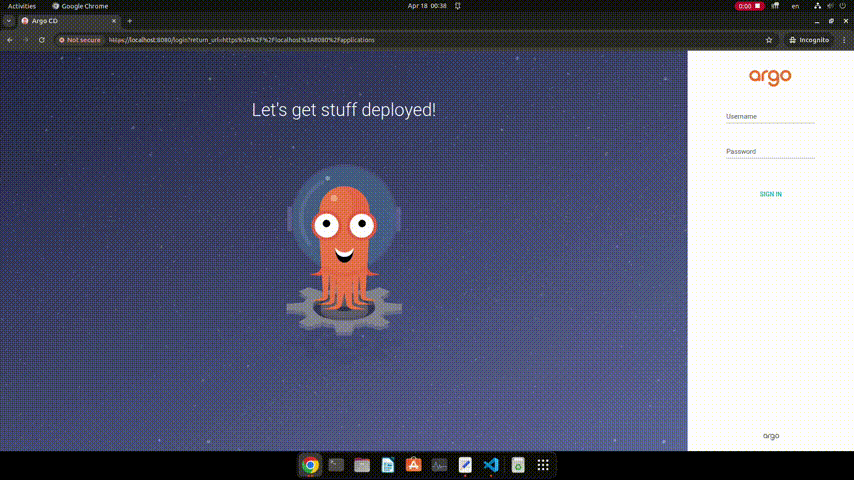 Activities Google Chrome Apr 18 00:38 0:00 en
Argo CD
Not secure https://localhost:8080/login?return_url=https%3A%2F%2Flocalhost%3A8080%2Fapplications Incognito
Let's get stuff deployed!
argo
Username
Password
SIGN IN
argo